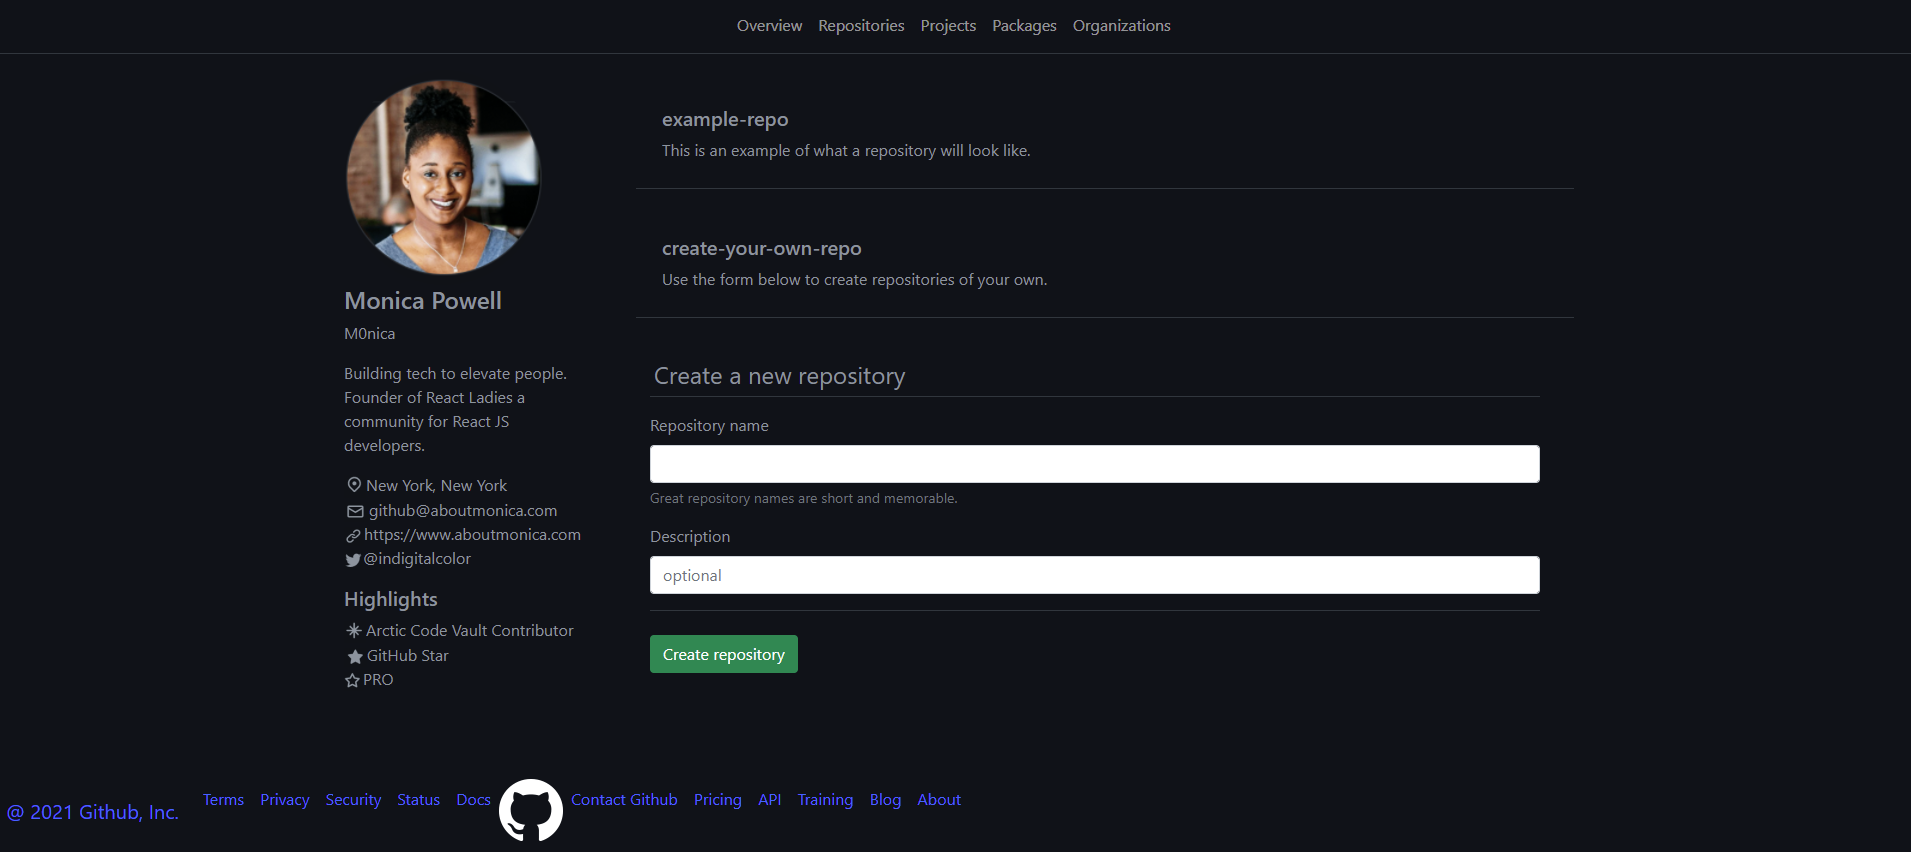 Overview Repositories Projects Packages Organizations
Monica Powell
M0nica
Building tech to elevate people.
Founder of React Ladies a
community for React JS
developers.
New York, New York
github@aboutmonica.com
https://www.aboutmonica.com
@indigitalcolor
Highlights
Arctic Code Vault Contributor
GitHub Star
PRO
example-repo
This is an example of what a repository will look like.
create-your-own-repo
Use the form below to create repositories of your own.
Create a new repository
Repository name
Great repository names are short and memorable.
Description
optional
Create repository
@ 2021 Github, Inc. Terms Privacy Security Status Docs Contact Github Pricing API Training Blog About